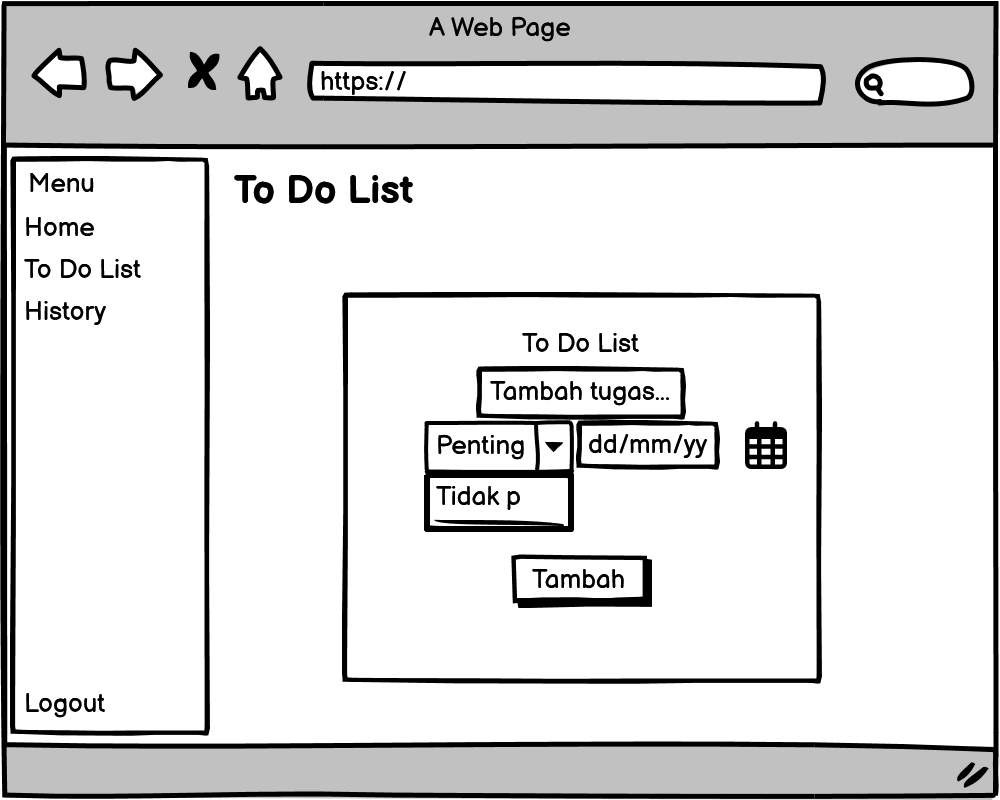 A Web Page
https://
Menu
Home
To Do List
History
Logout
To Do List
To Do List
Tambah tugas...
Penting
dd/mm/yy
Tidak p
Tambah